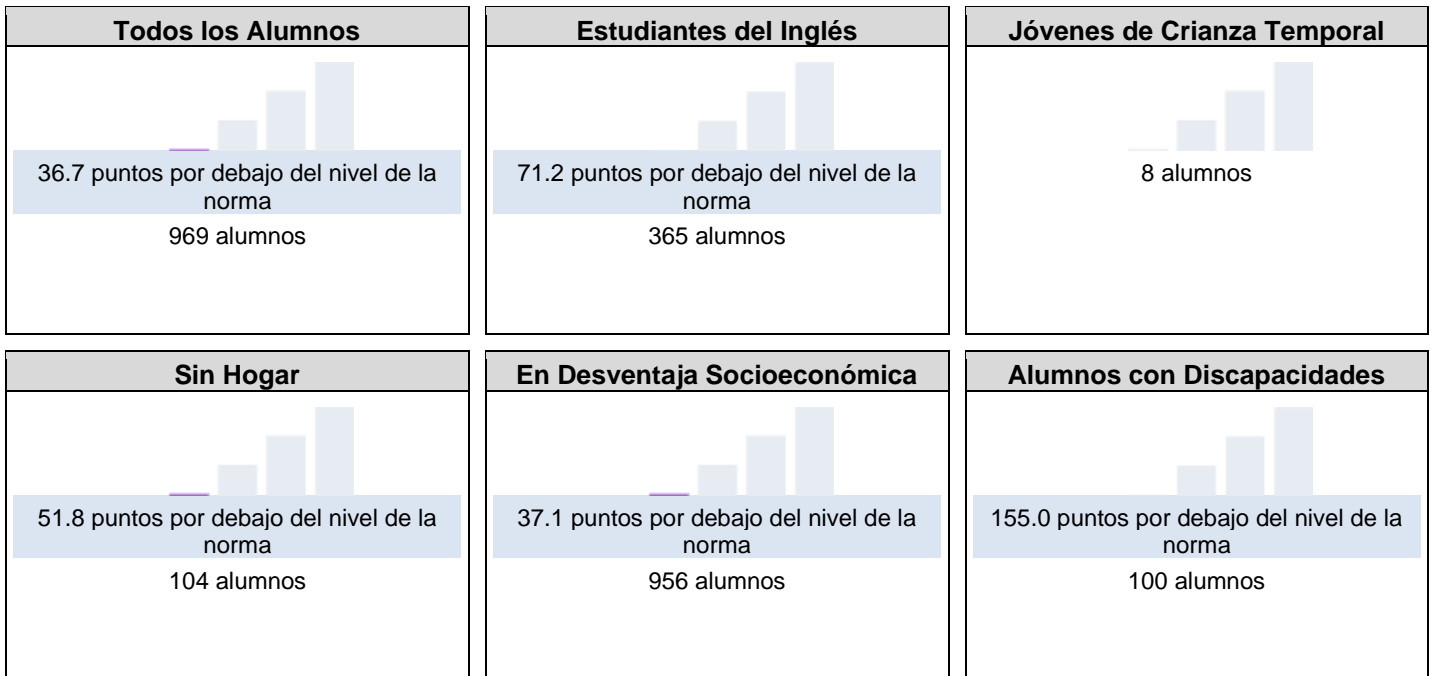 Todos los Alumnos
36.7 puntos por debajo del nivel de la
norma
969 alumnos
Estudiantes del Inglés
71.2 puntos por debajo del nivel de la
norma
365 alumnos
Jóvenes de Crianza Temporal
8 alumnos
Sin Hogar
51.8 puntos por debajo del nivel de la
norma
104 alumnos
En Desventaja Socioeconómica
37.1 puntos por debajo del nivel de la
norma
956 alumnos
Alumnos con Discapacidades
155.0 puntos por debajo del nivel de la
norma
100 alumnos